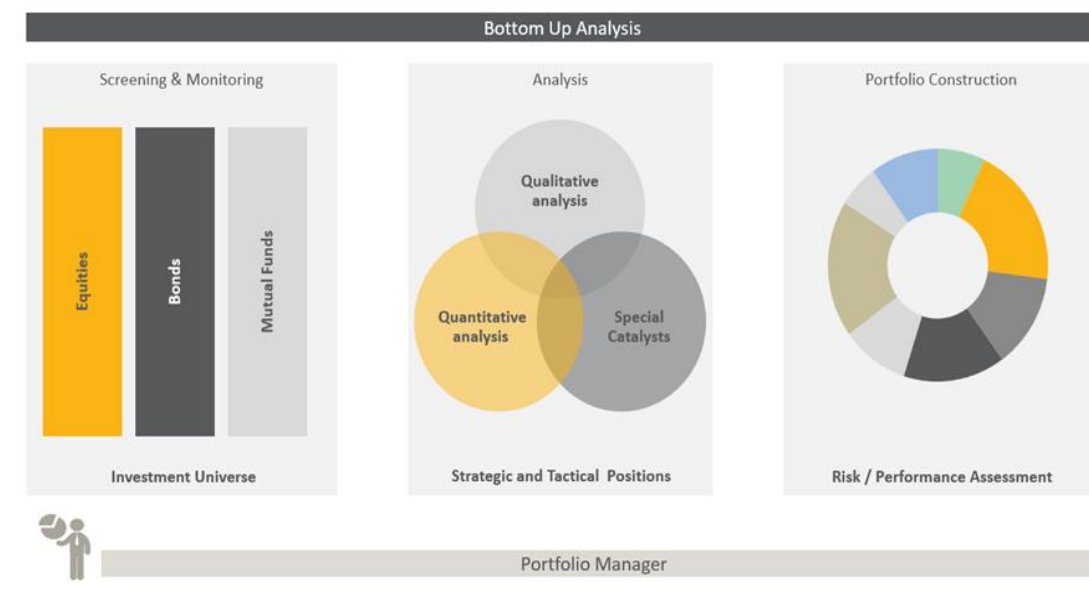 Bottom Up Analysis
Screening & Monitoring
Equities
Bonds
Mutual Funds
Investment Universe
Analysis
Qualitative
analysis
Quantitative
analysis
Special
Catalysts
Strategic and Tactical Positions
Portfolio Construction
Risk / Performance Assessment
Portfolio Manager